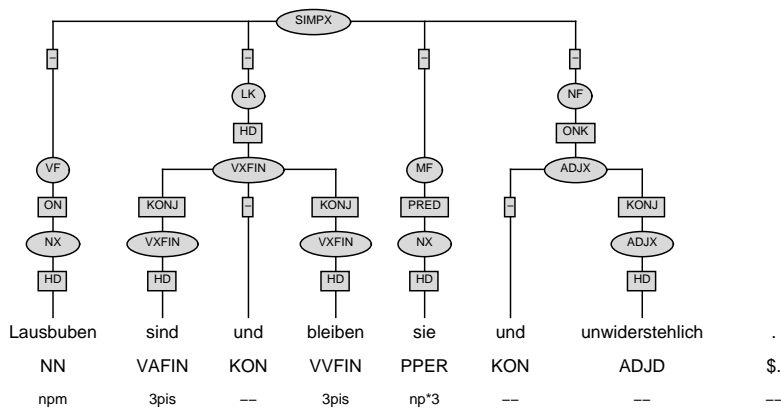 SIMPX
– – – –
LK NF
HD ONK
VF VXFIN MF ADJX
ON KONJ – KONJ PRED – KONJ
NX VXFIN VXFIN NX ADJX
HD HD HD HD HD
Lausbuben sind und bleiben sie und unwiderstehlich .
NN VAFIN KON VVFIN PPER KON ADJD $.
npm 3pis –– 3pis np*3 –– –– ––